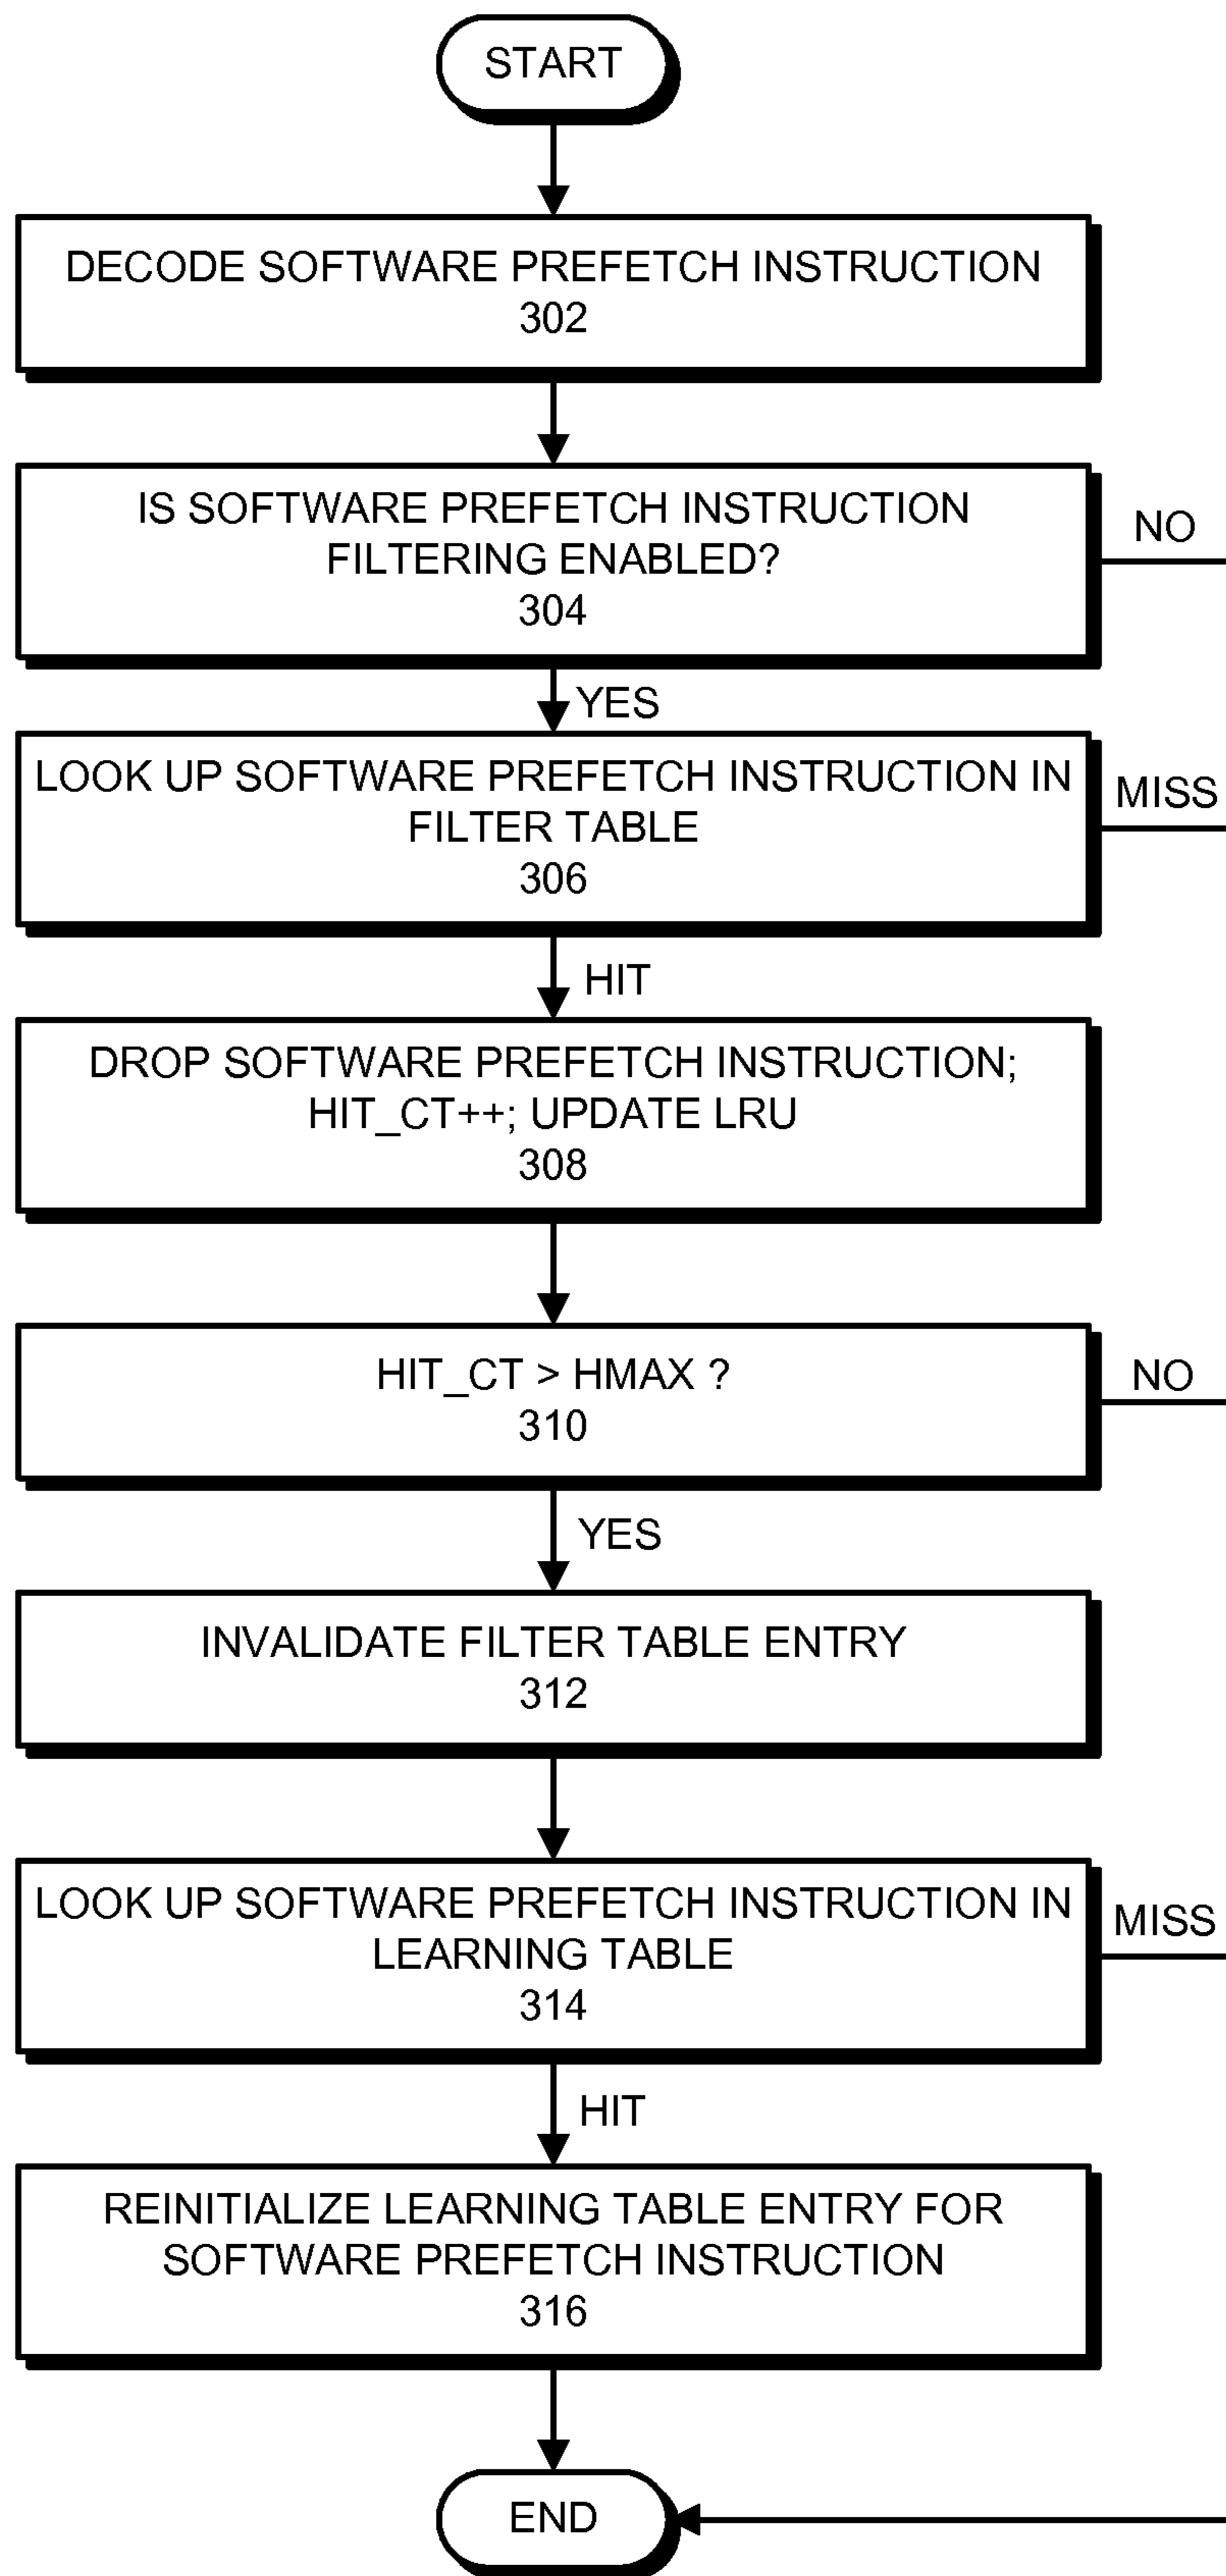 START
DECODE SOFTWARE PREFETCH INSTRUCTION
302
IS SOFTWARE PREFETCH INSTRUCTION
FILTERING ENABLED?
304
NO
YES
LOOK UP SOFTWARE PREFETCH INSTRUCTION IN
FILTER TABLE
306
MISS
HIT
DROP SOFTWARE PREFETCH INSTRUCTION;
HIT_CT++; UPDATE LRU
308
HIT_CT > HMAX ?
310
NO
YES
INVALIDATE FILTER TABLE ENTRY
312
LOOK UP SOFTWARE PREFETCH INSTRUCTION IN
LEARNING TABLE
314
MISS
HIT
REINITIALIZE LEARNING TABLE ENTRY FOR
SOFTWARE PREFETCH INSTRUCTION
316
END